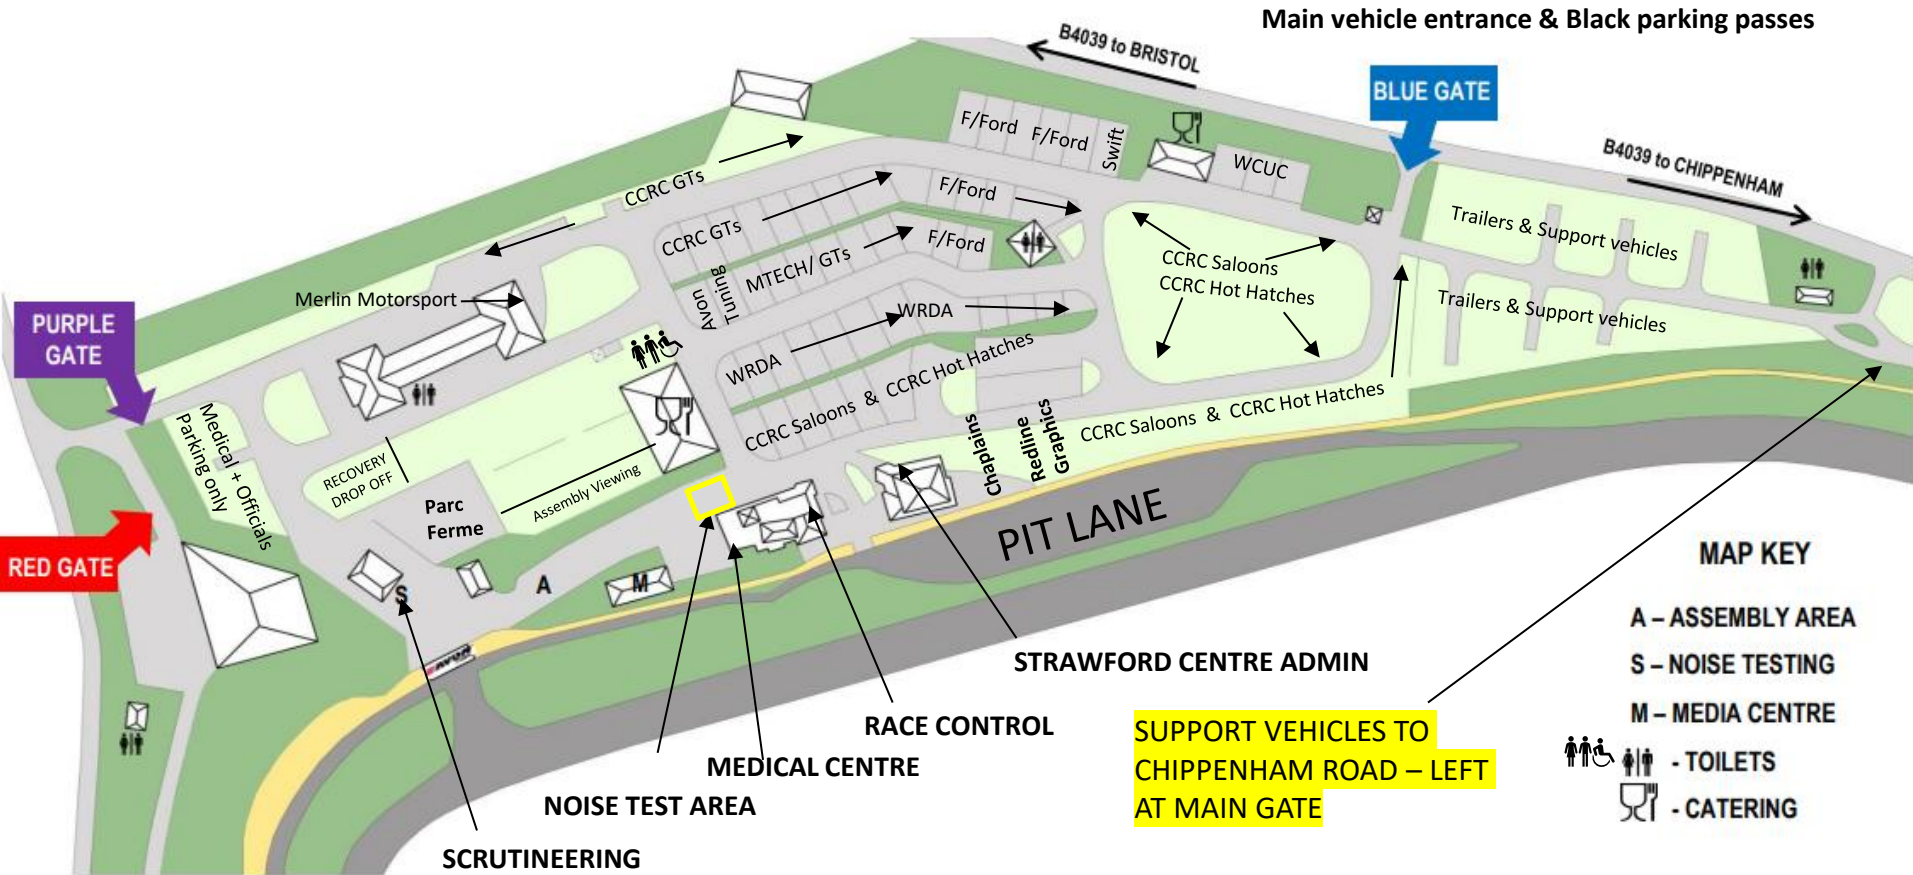 Main vehicle entrance & Black parking passes
B4039 to BRISTOL
BLUE GATE
B4039 to CHIPPENHAM
F/Ford
F/Ford
Swift
WCUC
CCRC GTs
F/Ford
CCRC GTs
F/Ford
MTECH/ GTs
Avon
Tuning
Trailers & Support vehicles
CCRC Saloons
CCRC Hot Hatches
Trailers & Support vehicles
Merlin Motorsport
PURPLE
GATE
WRDA
WRDA
CCRC Saloons & CCRC Hot Hatches
CCRC Saloons & CCRC Hot Hatches
Chaplains
Redline
Graphics
Medical + Officials
Parking only
RECOVERY
DROP OFF
Parc
Ferme
Assembly Viewing
PIT LANE
RED GATE
S
A
M
AVON
MAP KEY
A – ASSEMBLY AREA
S – NOISE TESTING
M – MEDIA CENTRE
- TOILETS
- CATERING
STRAWFORD CENTRE ADMIN
RACE CONTROL
MEDICAL CENTRE
NOISE TEST AREA
SCRUTINEERING
SUPPORT VEHICLES TO
CHIPPENHAM ROAD – LEFT
AT MAIN GATE